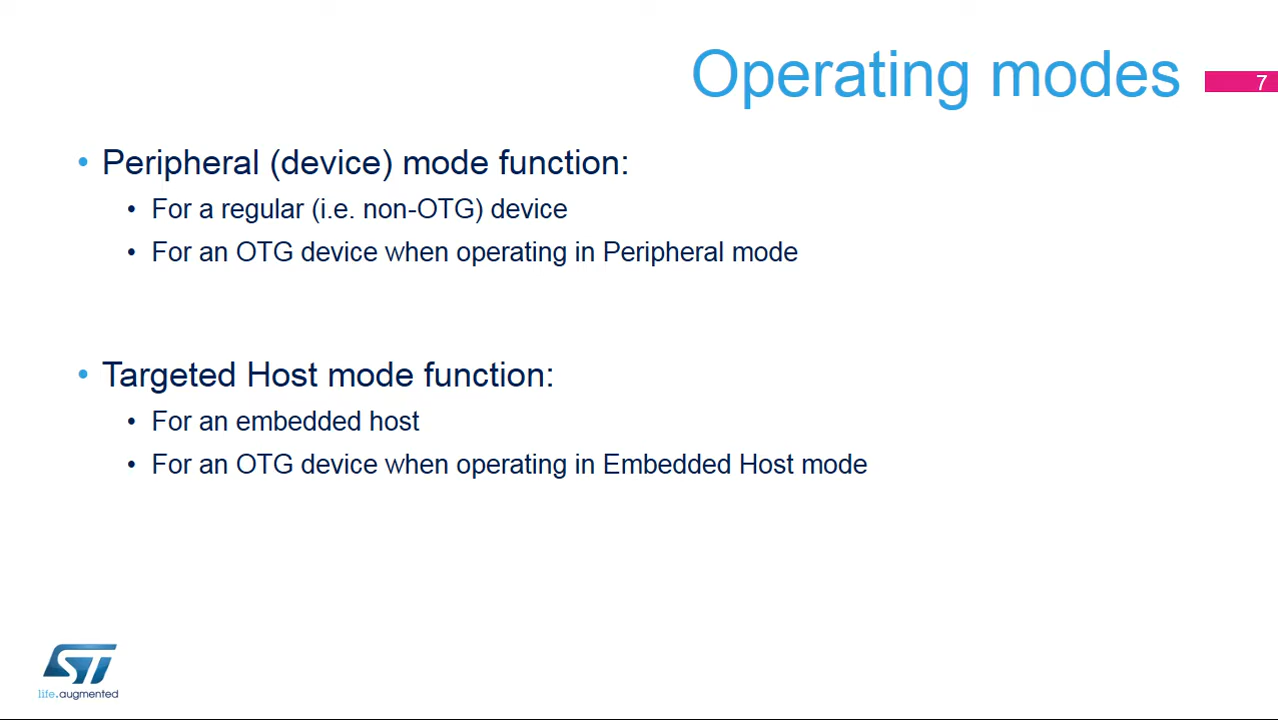 Operating modes
7
• Peripheral (device) mode function:
• For a regular (i.e. non-OTG) device
• For an OTG device when operating in Peripheral mode
• Targeted Host mode function:
• For an embedded host
• For an OTG device when operating in Embedded Host mode
ST
life.augmented